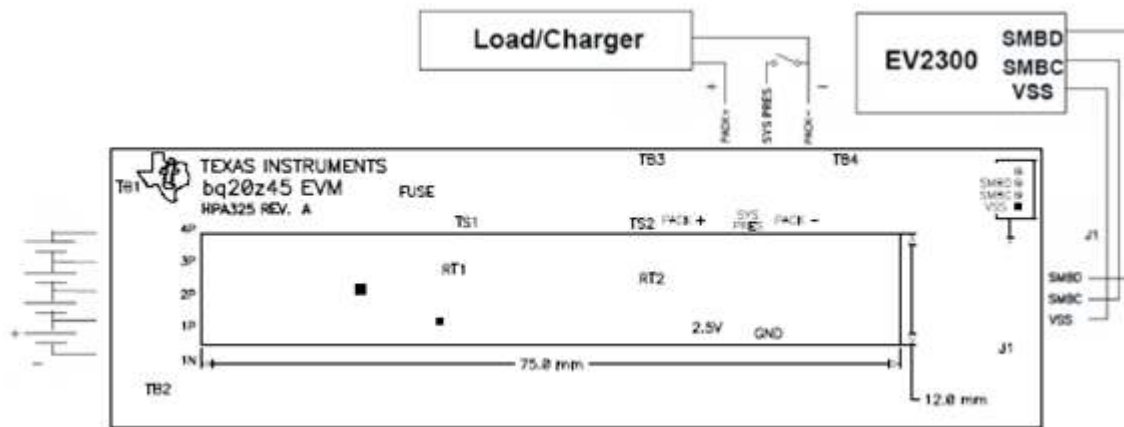 Load/Charger
EV2300
SMBD
SMBC
VSS
+
PACK+
SYS PRES
PACK-
-
TEXAS INSTRUMENTS
bq20z45 EVM
HPA325 REV. A
TB1
FUSE
TB3
TB4
SMBD
SMBC
VSS
TS1
TS2
PACK +
SYS
PRES
PACK -
J1
4P
3P
2P
1P
1N
RT1
RT2
2.5V
GND
SMBD
SMBC
VSS
+
-
J1
75.0 mm
12.0 mm
TB2